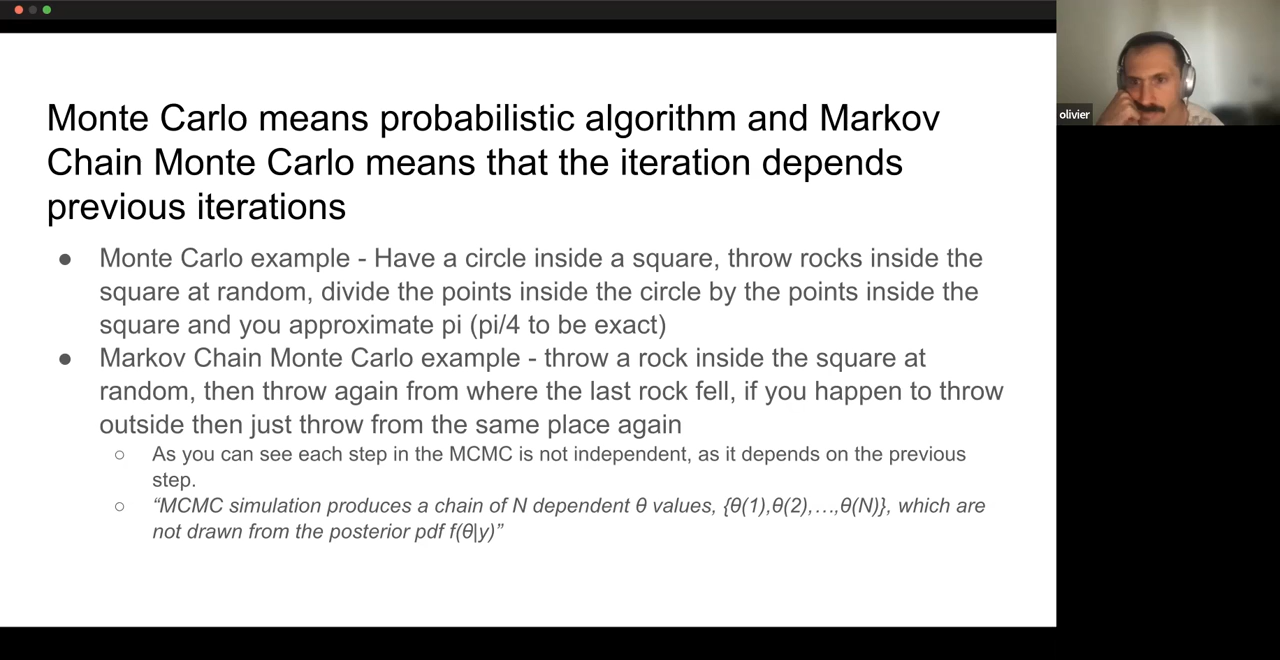 Monte Carlo means probabilistic algorithm and Markov
Chain Monte Carlo means that the iteration depends
previous iterations
● Monte Carlo example - Have a circle inside a square, throw rocks inside the
square at random, divide the points inside the circle by the points inside the
square and you approximate pi (pi/4 to be exact)
● Markov Chain Monte Carlo example - throw a rock inside the square at
random, then throw again from where the last rock fell, if you happen to throw
outside then just throw from the same place again
○ As you can see each step in the MCMC is not independent, as it depends on the previous
step.
○ “MCMC simulation produces a chain of N dependent θ values, {θ(1),θ(2),…,θ(N)}, which are
not drawn from the posterior pdf f(θ|y)”
olivier